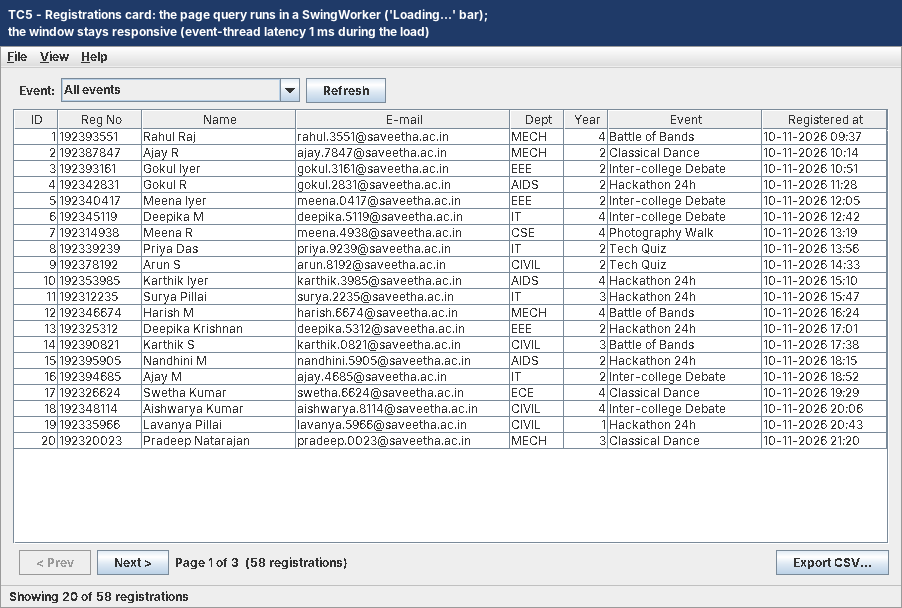 TC5 - Registrations card: the page query runs in a SwingWorker ('Loading...' bar);
the window stays responsive (event-thread latency 1 ms during the load)
File View Help
Event: All events Refresh
ID Reg No Name E-mail Dept Year Event Registered at
1 192393551 Rahul Raj rahul.3551@saveetha.ac.in MECH 4 Battle of Bands 10-11-2026 09:37
2 192387847 Ajay R ajay.7847@saveetha.ac.in MECH 2 Classical Dance 10-11-2026 10:14
3 192393161 Gokul Iyer gokul.3161@saveetha.ac.in EEE 2 Inter-college Debate 10-11-2026 10:51
4 192342831 Gokul R gokul.2831@saveetha.ac.in AIDS 2 Hackathon 24h 10-11-2026 11:28
5 192340417 Meena Iyer meena.0417@saveetha.ac.in EEE 2 Inter-college Debate 10-11-2026 12:05
6 192345119 Deepika M deepika.5119@saveetha.ac.in IT 4 Inter-college Debate 10-11-2026 12:42
7 192314938 Meena R meena.4938@saveetha.ac.in CSE 4 Photography Walk 10-11-2026 13:19
8 192339239 Priya Das priya.9239@saveetha.ac.in IT 2 Tech Quiz 10-11-2026 13:56
9 192378192 Arun S arun.8192@saveetha.ac.in CIVIL 2 Tech Quiz 10-11-2026 14:33
10 192353985 Karthik Iyer karthik.3985@saveetha.ac.in AIDS 4 Hackathon 24h 10-11-2026 15:10
11 192312235 Surya Pillai surya.2235@saveetha.ac.in IT 3 Hackathon 24h 10-11-2026 15:47
12 192346674 Harish M harish.6674@saveetha.ac.in MECH 4 Battle of Bands 10-11-2026 16:24
13 192325312 Deepika Krishnan deepika.5312@saveetha.ac.in EEE 2 Hackathon 24h 10-11-2026 17:01
14 192390821 Karthik S karthik.0821@saveetha.ac.in CIVIL 3 Battle of Bands 10-11-2026 17:38
15 192395905 Nandhini M nandhini.5905@saveetha.ac.in AIDS 2 Hackathon 24h 10-11-2026 18:15
16 192394685 Ajay M ajay.4685@saveetha.ac.in IT 2 Inter-college Debate 10-11-2026 18:52
17 192326624 Swetha Kumar swetha.6624@saveetha.ac.in ECE 4 Classical Dance 10-11-2026 19:29
18 192348114 Aishwarya Kumar aishwarya.8114@saveetha.ac.in CIVIL 4 Inter-college Debate 10-11-2026 20:06
19 192335966 Lavanya Pillai lavanya.5966@saveetha.ac.in CIVIL 1 Hackathon 24h 10-11-2026 20:43
20 192320023 Pradeep Natarajan pradeep.0023@saveetha.ac.in MECH 3 Classical Dance 10-11-2026 21:20
< Prev Next > Page 1 of 3 (58 registrations) Export CSV...
Showing 20 of 58 registrations